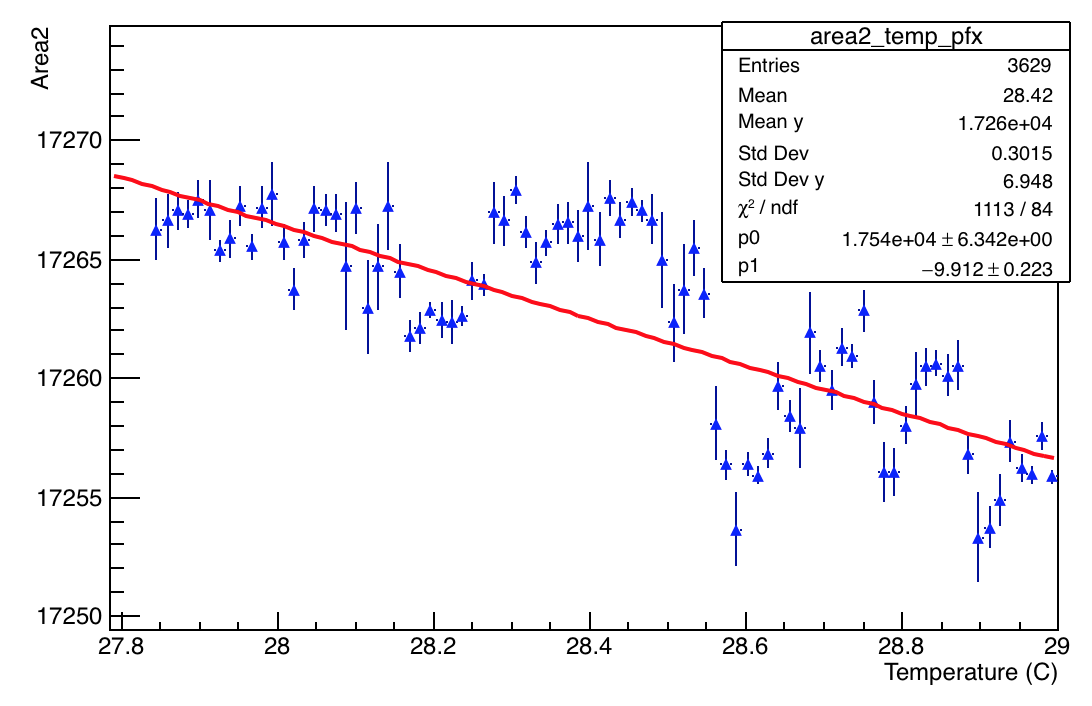 area2_temp_pfx
Entries 3629
Mean 28.42
Mean y 1.726e+04
Std Dev 0.3015
Std Dev y 6.948
χ² / ndf 1113 / 84
p0 1.754e+04 ± 6.342e+00
p1 −9.912 ± 0.223
Area2
17270
17265
17260
17255
17250
27.8 28 28.2 28.4 28.6 28.8 29
Temperature (C)